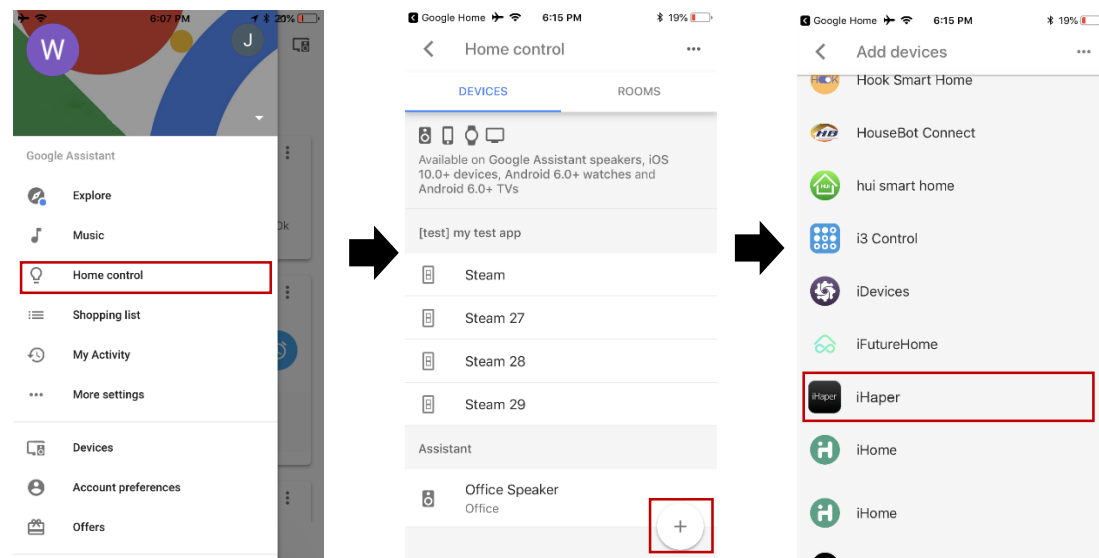 6:07 PM
20%
W
J
Google Assistant
Explore
Music
Home control
Shopping list
My Activity
More settings
Devices
Account preferences
Offers
Google Home
6:15 PM
19%
Home control
DEVICES
ROOMS
Available on Google Assistant speakers, iOS
10.0+ devices, Android 6.0+ watches and
Android 6.0+ TVs
[test] my test app
Steam
Steam 27
Steam 28
Steam 29
Assistant
Office Speaker
Office
+
Google Home
6:15 PM
19%
Add devices
HOOK
Hook Smart Home
HB
HouseBot Connect
HUI
hui smart home
i3 Control
iDevices
iFutureHome
iHaper
iHaper
iHome
iHome